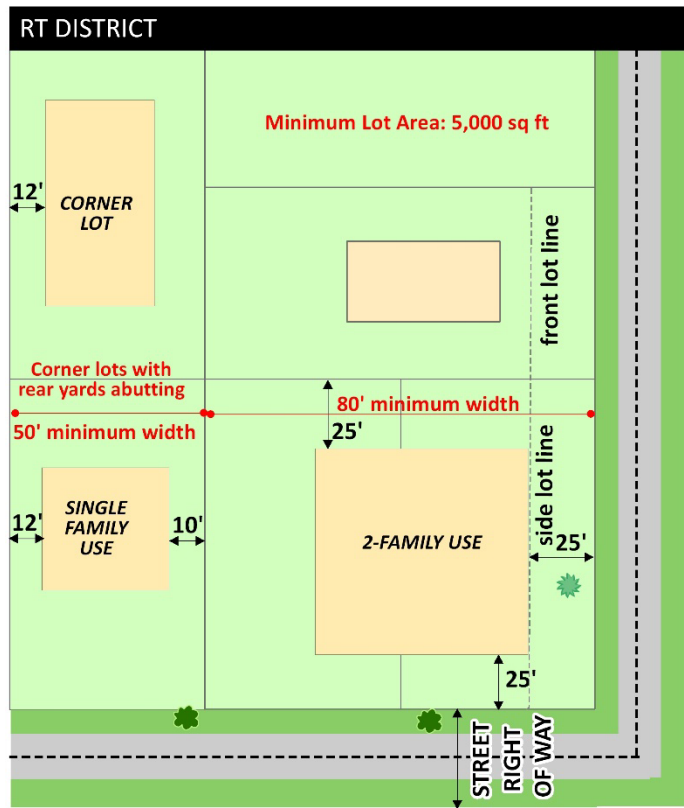 RT DISTRICT
Minimum Lot Area: 5,000 sq ft
12'
CORNER
LOT
front lot line
Corner lots with
rear yards abutting
50' minimum width
80' minimum width
25'
12'
SINGLE
FAMILY
USE
10'
2-FAMILY USE
side lot line
25'
25'
STREET
RIGHT
OF WAY